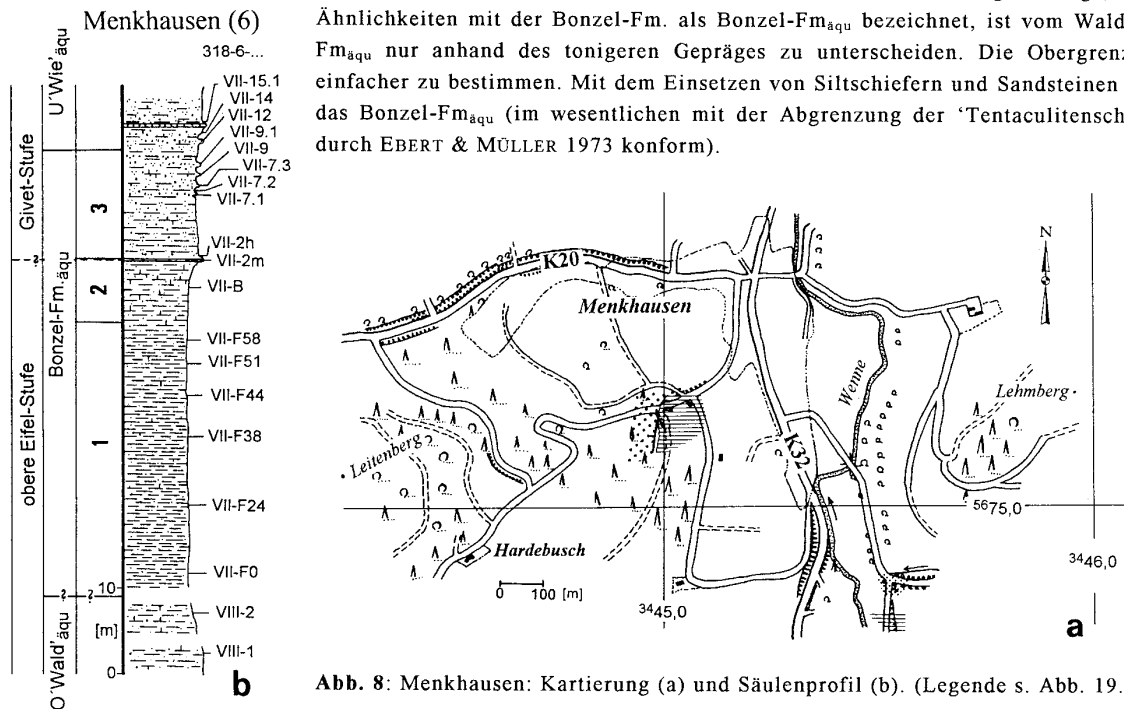 Ähnlichkeiten mit der Bonzel-Fm. als Bonzel-Fmäqu bezeichnet, ist vom Wald
Fmäqu nur anhand des tonigeren Gepräges zu unterscheiden. Die Obergrenz
einfacher zu bestimmen. Mit dem Einsetzen von Siltschiefern und Sandsteinen
das Bonzel-Fmäqu (im wesentlichen mit der Abgrenzung der ‘Tentaculitensch
durch EBERT & MÜLLER 1973 konform).
Menkhausen (6)
318-6-...
U´Wie´äqu
Givet-Stufe
obere Eifel-Stufe
Bonzel-Fm.äqu
O´Wald´äqu
3
2
1
?
?
?
10
[m]
0
VII-15.1
VII-14
VII-12
VII-9.1
VII-9
VII-7.3
VII-7.2
VII-7.1
VII-2h
VII-2m
VII-B
VII-F58
VII-F51
VII-F44
VII-F38
VII-F24
VII-F0
VIII-2
VIII-1
b
K20
N
Menkhausen
Wenne
Lehmberg
Leitenberg
K32
5675,0
Hardebusch
3446,0
0 100 [m]
3445,0
a
Abb. 8: Menkhausen: Kartierung (a) und Säulenprofil (b). (Legende s. Abb. 19.